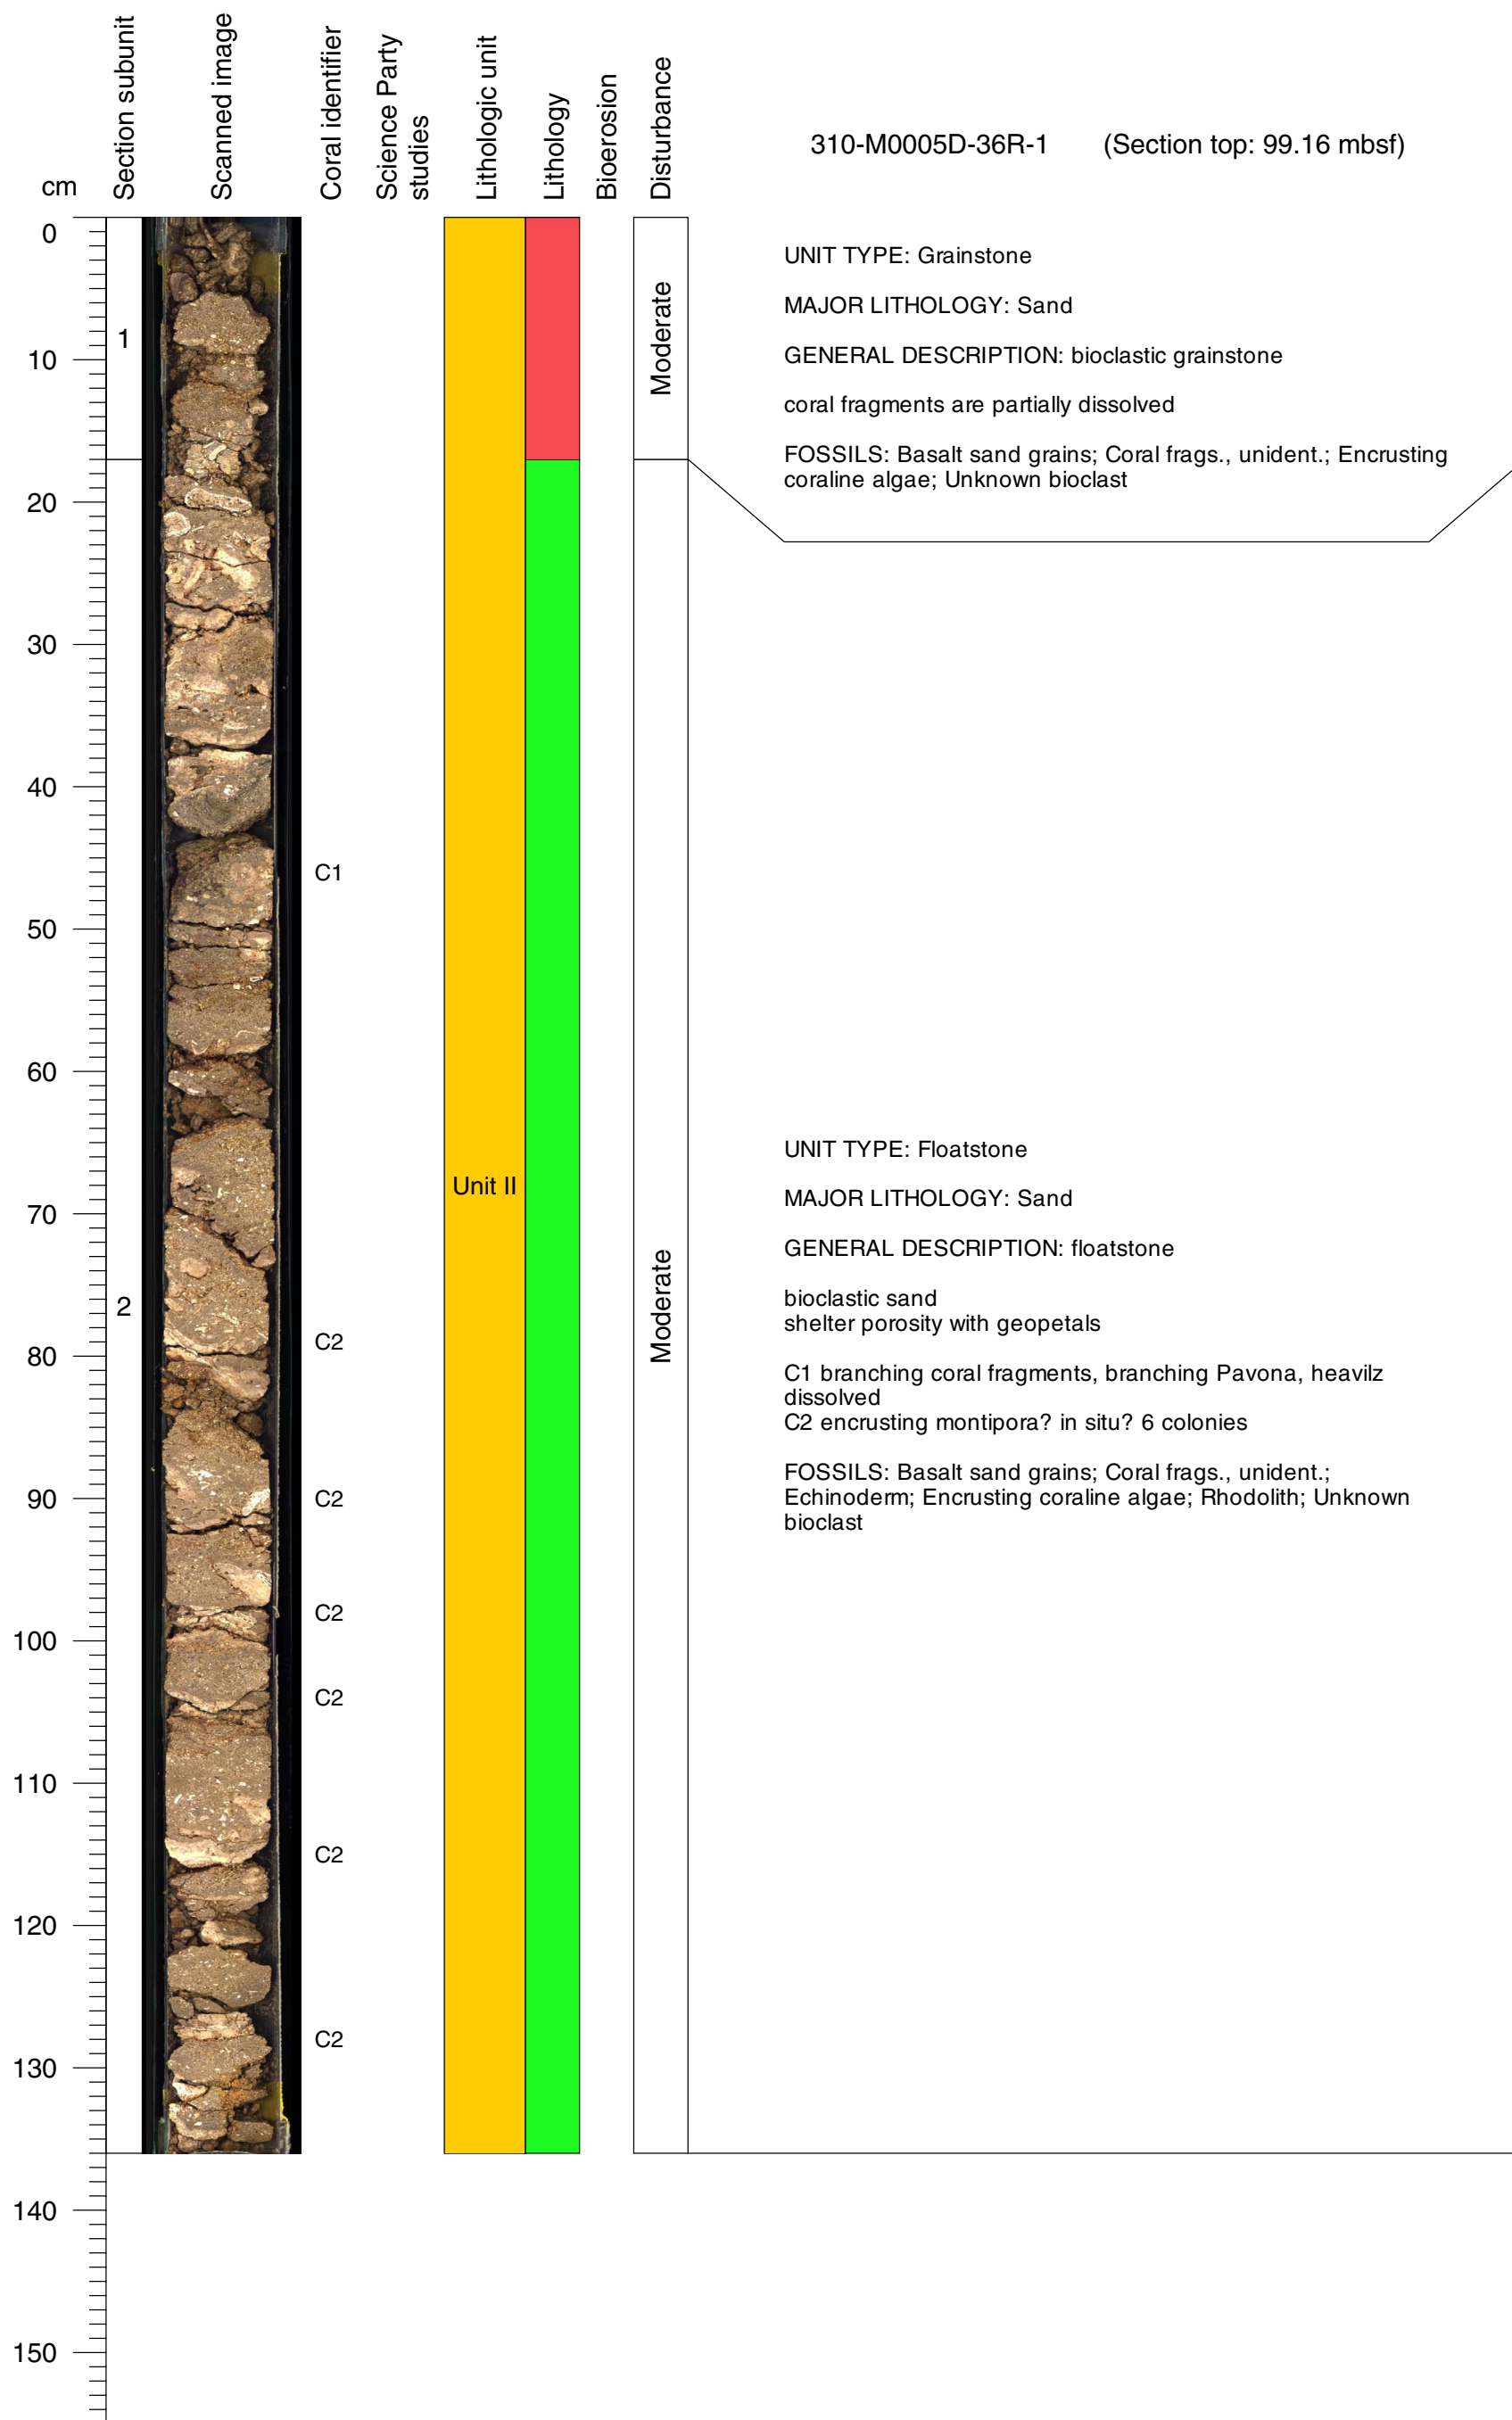 Section subunit
Scanned image
Coral identifier
Science Party
studies
Lithologic unit
Lithology
Bioerosion
Disturbance
310-M0005D-36R-1 (Section top: 99.16 mbsf)
cm
0
10
20
30
40
50
60
70
80
90
100
110
120
130
140
150
1
2
C1
C2
C2
C2
C2
C2
C2
Unit II
Moderate
Moderate
UNIT TYPE: Grainstone
MAJOR LITHOLOGY: Sand
GENERAL DESCRIPTION: bioclastic grainstone
coral fragments are partially dissolved
FOSSILS: Basalt sand grains; Coral frags., unident.; Encrusting
coraline algae; Unknown bioclast
UNIT TYPE: Floatstone
MAJOR LITHOLOGY: Sand
GENERAL DESCRIPTION: floatstone
bioclastic sand
shelter porosity with geopetals
C1 branching coral fragments, branching Pavona, heavilz
dissolved
C2 encrusting montipora? in situ? 6 colonies
FOSSILS: Basalt sand grains; Coral frags., unident.;
Echinoderm; Encrusting coraline algae; Rhodolith; Unknown
bioclast